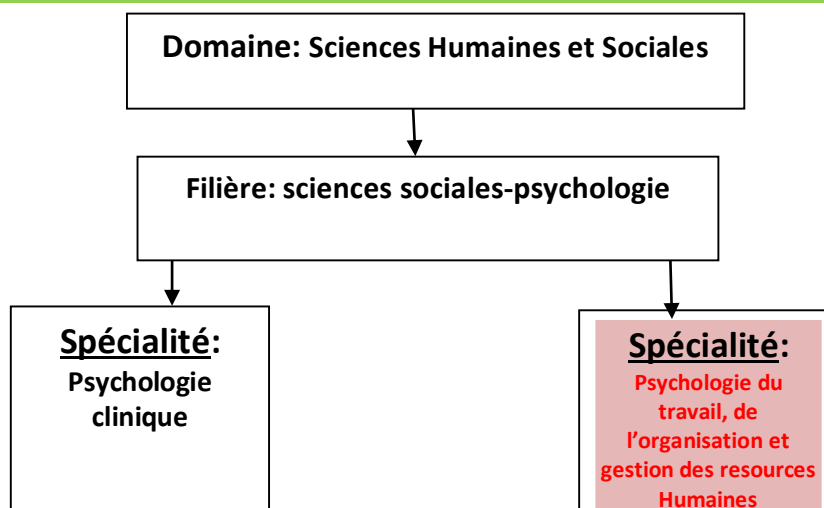 Domaine: Sciences Humaines et Sociales
Filière: sciences sociales-psychologie
Spécialité:
Psychologie
clinique
Spécialité:
Psychologie du
travail, de
l’organisation et
gestion des resources
Humaines